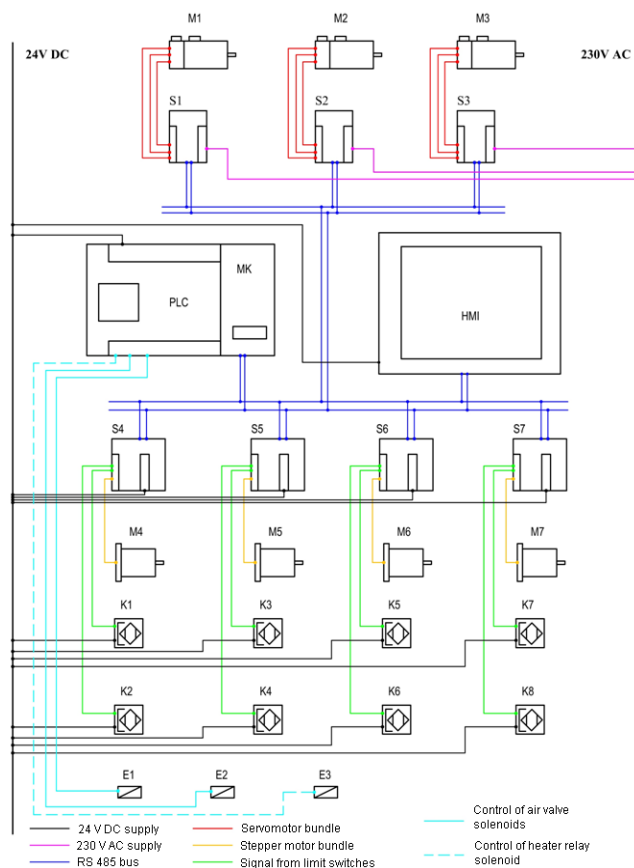 M1 M2 M3
24V DC 230V AC
S1 S2 S3
MK
PLC
HMI
S4 S5 S6 S7
M4 M5 M6 M7
K1 K3 K5 K7
K2 K4 K6 K8
E1 E2 E3
24 V DC supply
230 V AC supply
RS 485 bus
Servomotor bundle
Stepper motor bundle
Signal from limit switches
Control of air valve
solenoids
Control of heater relay
solenoid